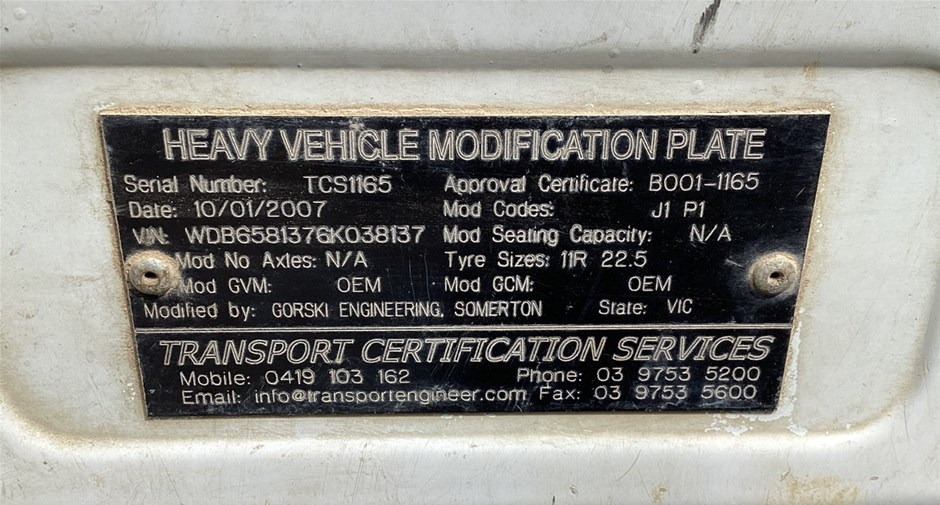 HEAVY VEHICLE MODIFICATION PLATE
Serial Number: TCS1165 Approval Certificate: B001-1165
Date: 10/01/2007 Mod Codes: J1 P1
VIN: WDB6581376K038137 Mod Seating Capacity: N/A
Mod No Axles: N/A Tyre Sizes: 11R 22.5
Mod GVM: OEM Mod GCM: OEM
Modified by: GORSKI ENGINEERING, SOMERTON State: VIC
TRANSPORT CERTIFICATION SERVICES
Mobile: 0419 103 162 Phone: 03 9753 5200
Email: info@transportengineer.com Fax: 03 9753 5600